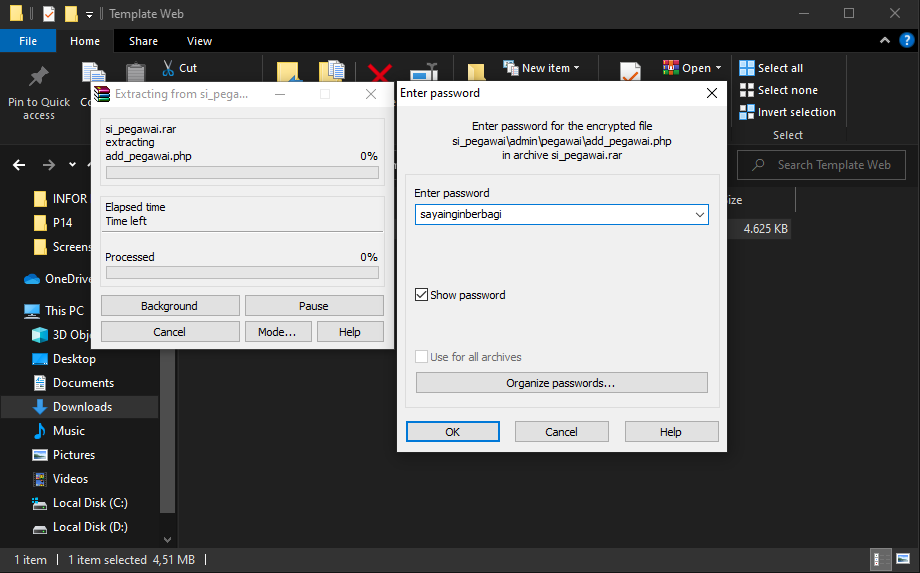 Template Web
File Home Share View
Pin to Quick access
Cut
New item
Open
Select all
Select none
Invert selection
Select
Search Template Web
INFOR
P14
Screens
OneDrive
This PC
3D Obj
Desktop
Documents
Downloads
Music
Pictures
Videos
Local Disk (C:)
Local Disk (D:)
4.625 KB
Extracting from si_pega...
si_pegawai.rar
extracting
add_pegawai.php 0%
Elapsed time
Time left
Processed 0%
Background Pause
Cancel Mode... Help
Enter password
Enter password for the encrypted file
si_pegawai\admin\pegawai\add_pegawai.php
in archive si_pegawai.rar
Enter password
sayainginberbagi
Show password
Use for all archives
Organize passwords...
OK Cancel Help
1 item 1 item selected 4,51 MB